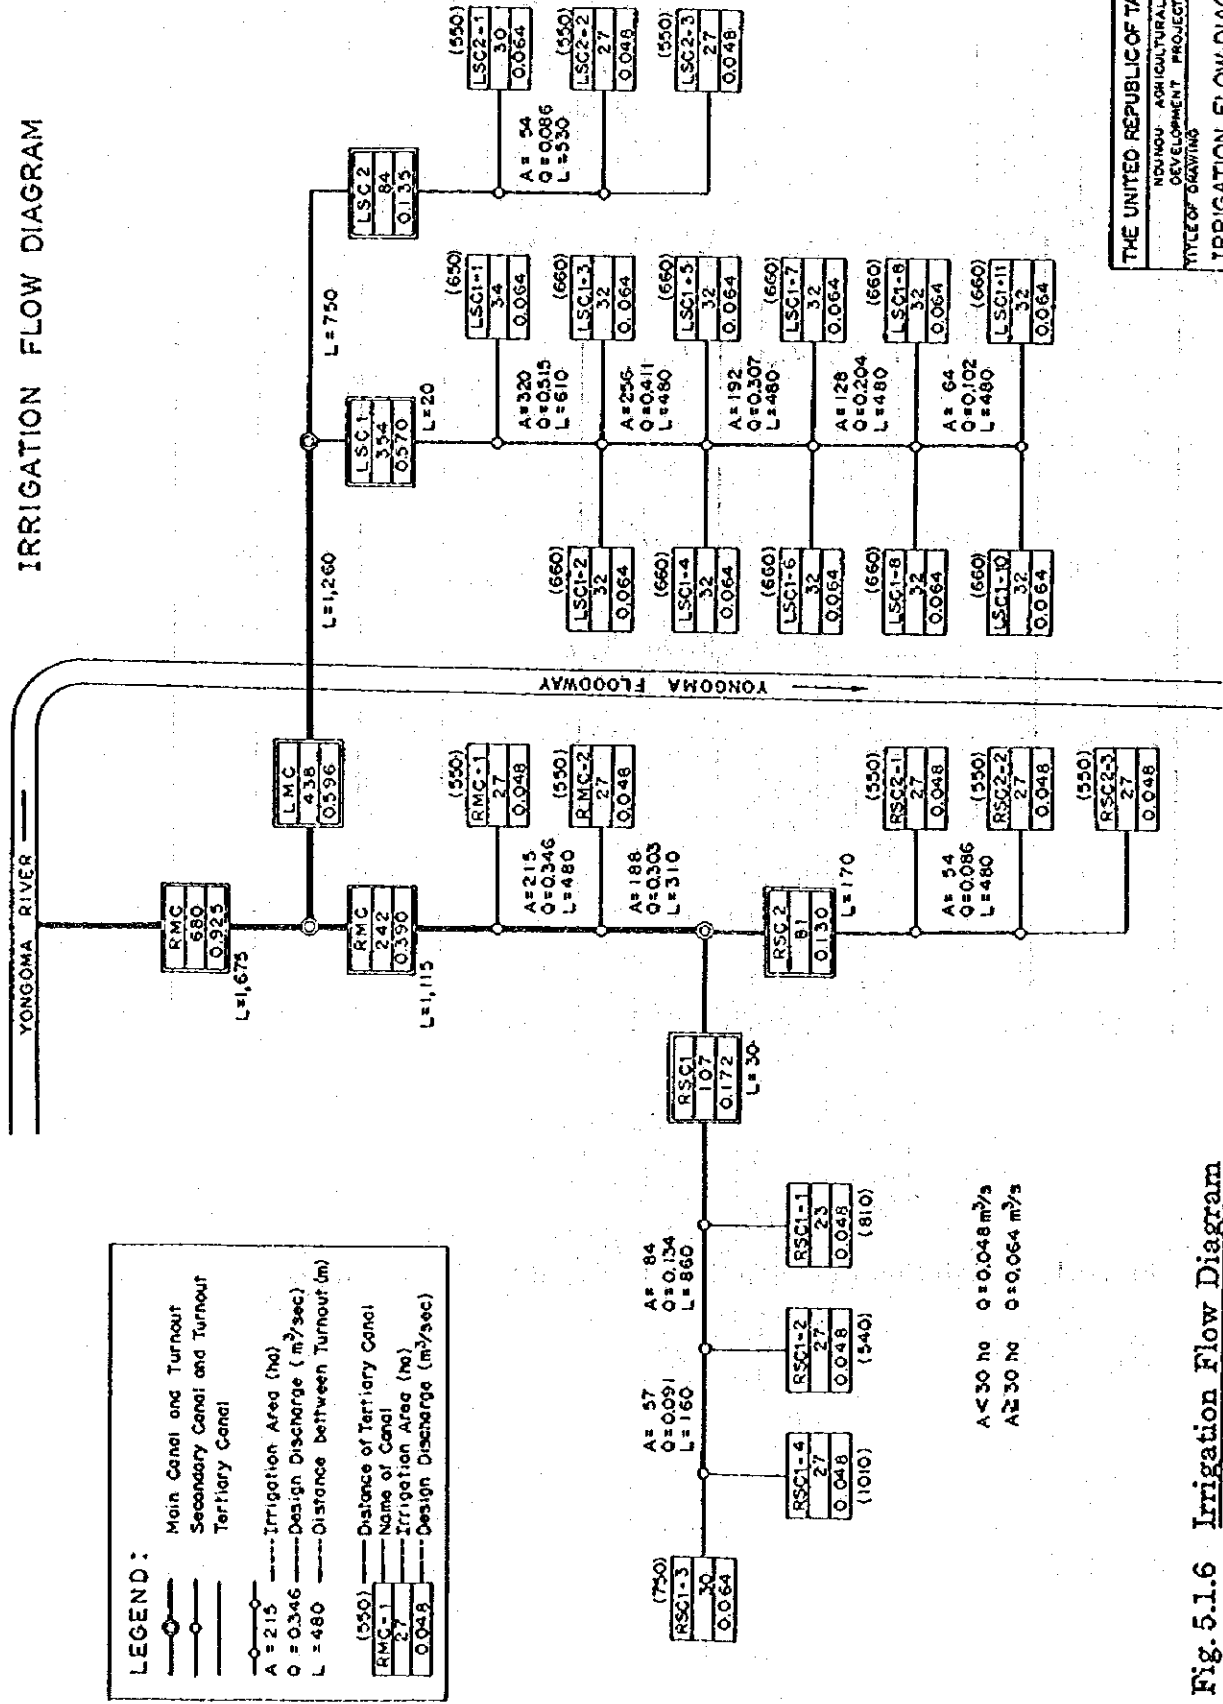 IRRIGATION FLOW DIAGRAM
LEGEND:
Main Canal and Turnout
Secondary Canal and Turnout
Tertiary Canal
A = 215 Irrigation Area (ha)
Q = 0.346 Design Discharge (m³/sec)
L = 480 Distance bettween Turnout (m)
(550) Distance of Tertiary Canal
RMC-1 Name of Canal
27 Irrigation Area (ha)
0.048 Design Discharge (m³/sec)
YONGOMA RIVER
YONGOMA FLOODWAY
RMC
680
0.925
L=1,675
LMC
438
0.596
L=1,260
L=750
RMC
242
0.390
L=1,115
(550)
RMC-1
27
0.048
A=215
Q=0.346
L=480
(550)
RMC-2
27
0.048
A=188
Q=0.303
L=310
RSC1
107
0.172
L=30
RSC1-1
23
0.048
(810)
A= 84
Q=0.134
L=860
RSC1-2
27
0.048
(540)
A= 57
Q=0.091
L=160
RSC1-4
27
0.048
(1010)
(750)
RSC1-3
30
0.064
RSC 2
81
0.130
L=170
(550)
RSC2-1
27
0.048
A= 54
Q=0.086
L=480
(550)
RSC2-2
27
0.048
(550)
RSC2-3
27
0.048
LSC 1
354
0.570
L=20
(650)
LSC1-1
34
0.064
A=320
Q=0.515
L=610
(660)
LSC1-2
32
0.064
(660)
LSC1-3
32
0.064
A=256
Q=0.411
L=480
(660)
LSC1-4
32
0.064
(660)
LSC1-5
32
0.064
A=192
Q=0.307
L=480
(660)
LSC1-6
32
0.064
(660)
LSC1-7
32
0.064
A=128
Q=0.204
L=480
(660)
LSC1-8
32
0.064
(660)
LSC1-8
32
0.064
A= 64
Q=0.102
L=480
(660)
LSC1-10
32
0.064
(660)
LSC1-11
32
0.064
LSC 2
84
0.135
(550)
LSC2-1
30
0.064
A= 54
Q=0.086
L=530
(550)
LSC2-2
27
0.048
(550)
LSC2-3
27
0.048
A<30 ha Q=0.048m³/s
A≥30 ha Q=0.064 m³/s
THE UNITED REPUBLIC OF TA
AGRICULTURAL
DEVELOPMENT PROJECT
TITLE OF DRAWING
IRRIGATION FLOW DIAG
Fig. 5.1.6 Irrigation Flow Diagram